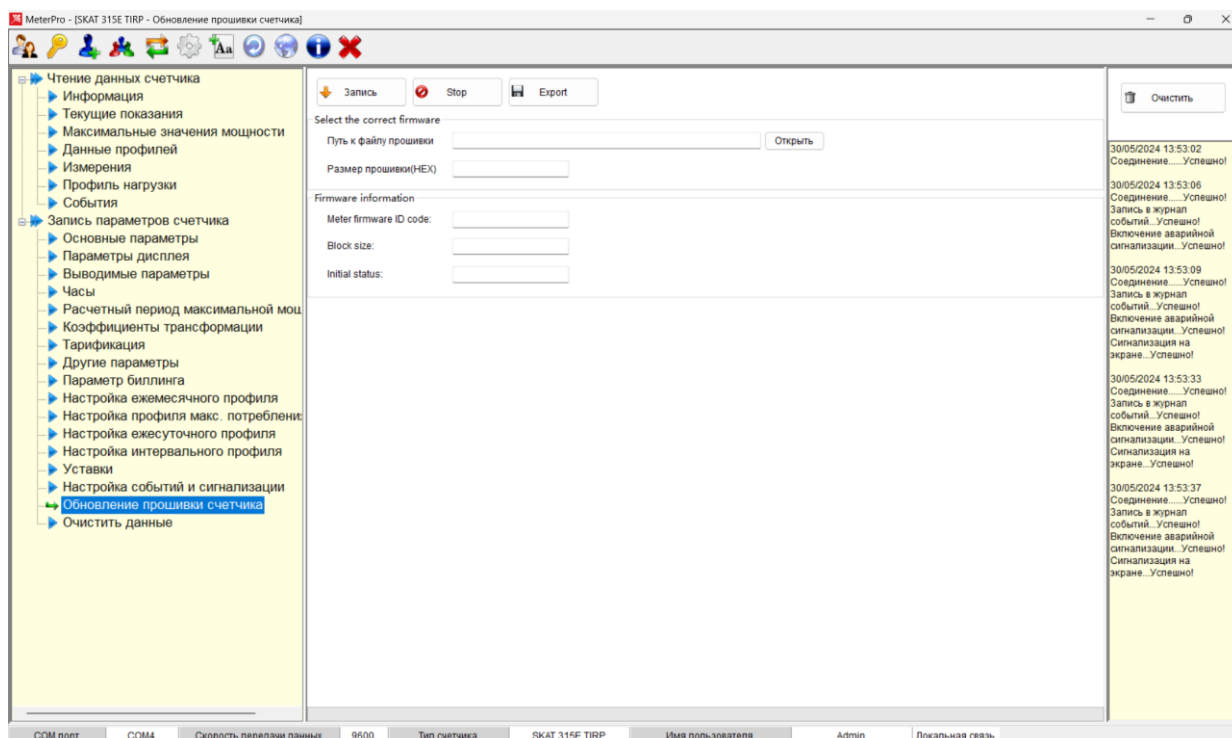 MeterPro - [SKAT 315E TIRP - Обновление прошивки счетчика]
Aa
Чтение данных счетчика
Информация
Текущие показания
Максимальные значения мощности
Данные профилей
Измерения
Профиль нагрузки
События
Запись параметров счетчика
Основные параметры
Параметры дисплея
Выводимые параметры
Часы
Расчетный период максимальной мощ
Коэффициенты трансформации
Тарификация
Другие параметры
Параметр биллинга
Настройка ежемесячного профиля
Настройка профиля макс. потреблени
Настройка ежесуточного профиля
Настройка интервального профиля
Уставки
Настройка событий и сигнализации
Обновление прошивки счетчика
Очистить данные
Запись Stop Export
Select the correct firmware
Путь к файлу прошивки Открыть
Размер прошивки(HEX)
Firmware information
Meter firmware ID code:
Block size:
Initial status:
Очистить
30/05/2024 13:53:02
Соединение......Успешно!
30/05/2024 13:53:06
Соединение......Успешно!
Запись в журнал
событий...Успешно!
Включение аварийной
сигнализации...Успешно!
30/05/2024 13:53:09
Соединение......Успешно!
Запись в журнал
событий...Успешно!
Включение аварийной
сигнализации...Успешно!
Сигнализация на
экране...Успешно!
30/05/2024 13:53:33
Соединение......Успешно!
Запись в журнал
событий...Успешно!
Включение аварийной
сигнализации...Успешно!
Сигнализация на
экране...Успешно!
30/05/2024 13:53:37
Соединение......Успешно!
Запись в журнал
событий...Успешно!
Включение аварийной
сигнализации...Успешно!
Сигнализация на
экране...Успешно!
COM порт COM4 Скорость передачи данных 9600 Тип счетчика SKAT 315E TIRP Имя пользователя Admin Локальная связь